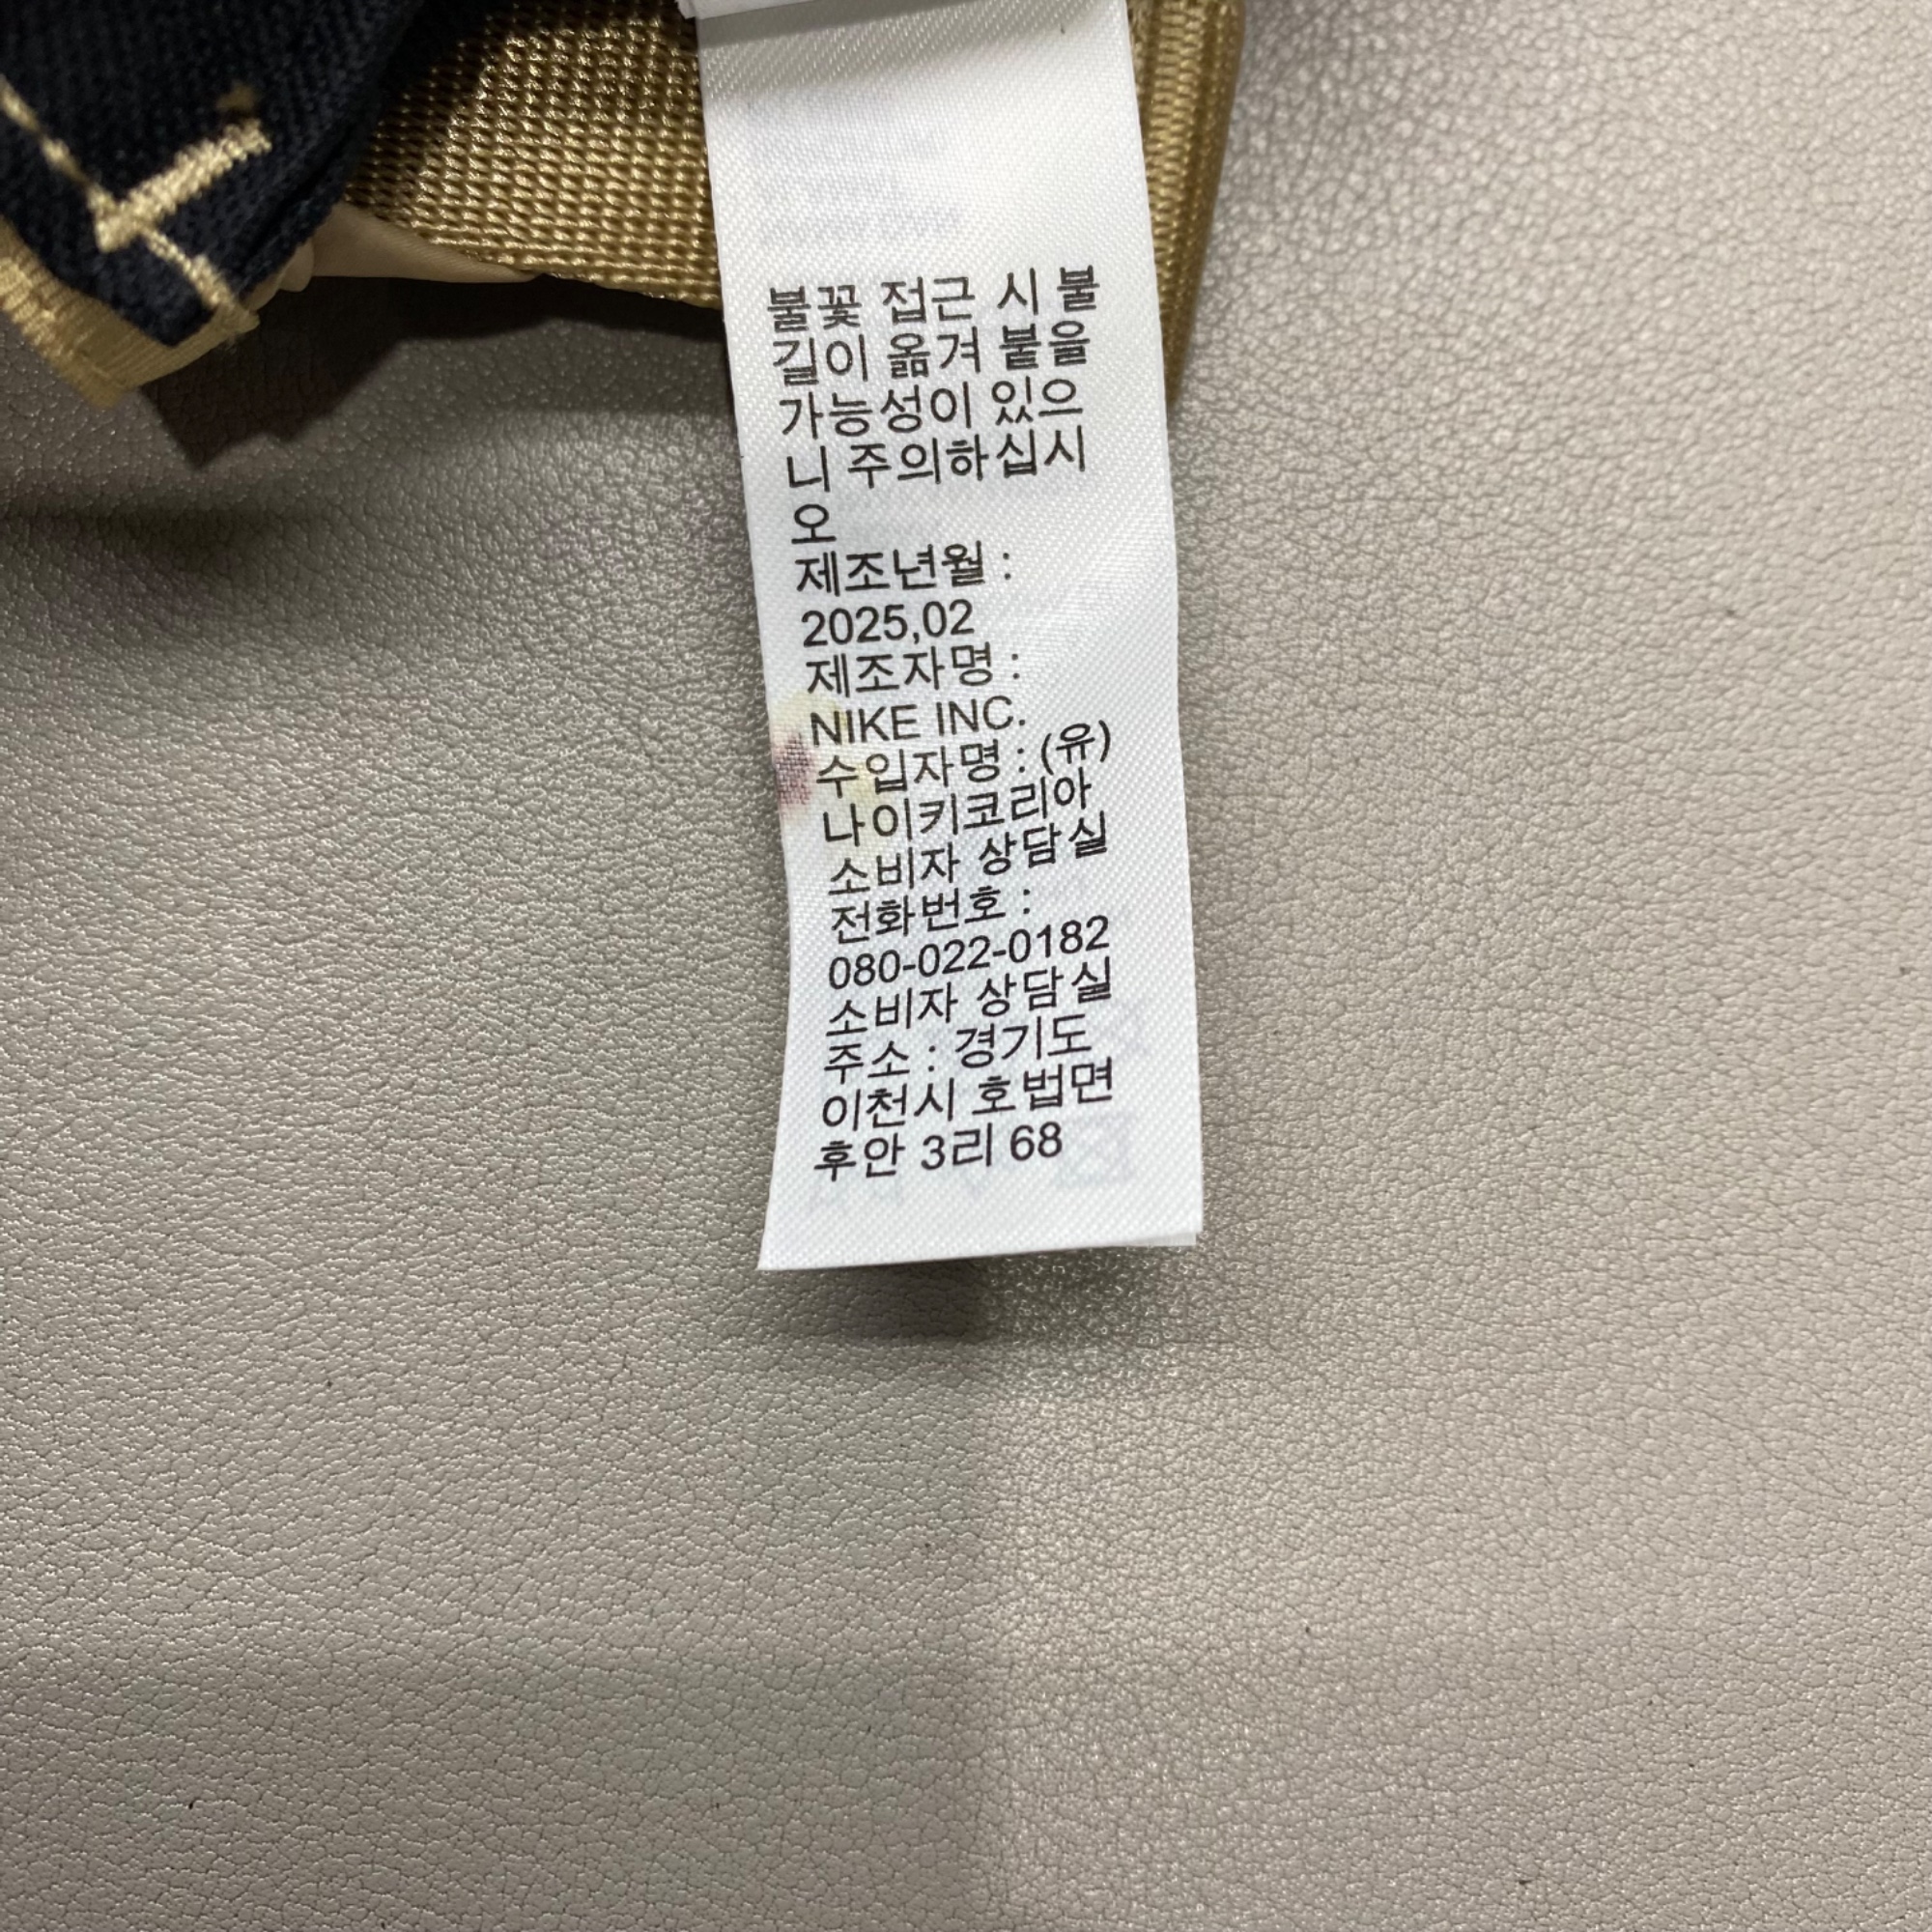 불꽃 접근 시 불
길이 옮겨 붙을
가능성이 있으
니 주의하십시
오
제조년월 :
2025,02
제조자명 :
NIKE INC.
수입자명 : (유)
나이키코리아
소비자 상담실
전화번호 :
080-022-0182
소비자 상담실
주소 : 경기도
이천시 호법면
후안 3리 68